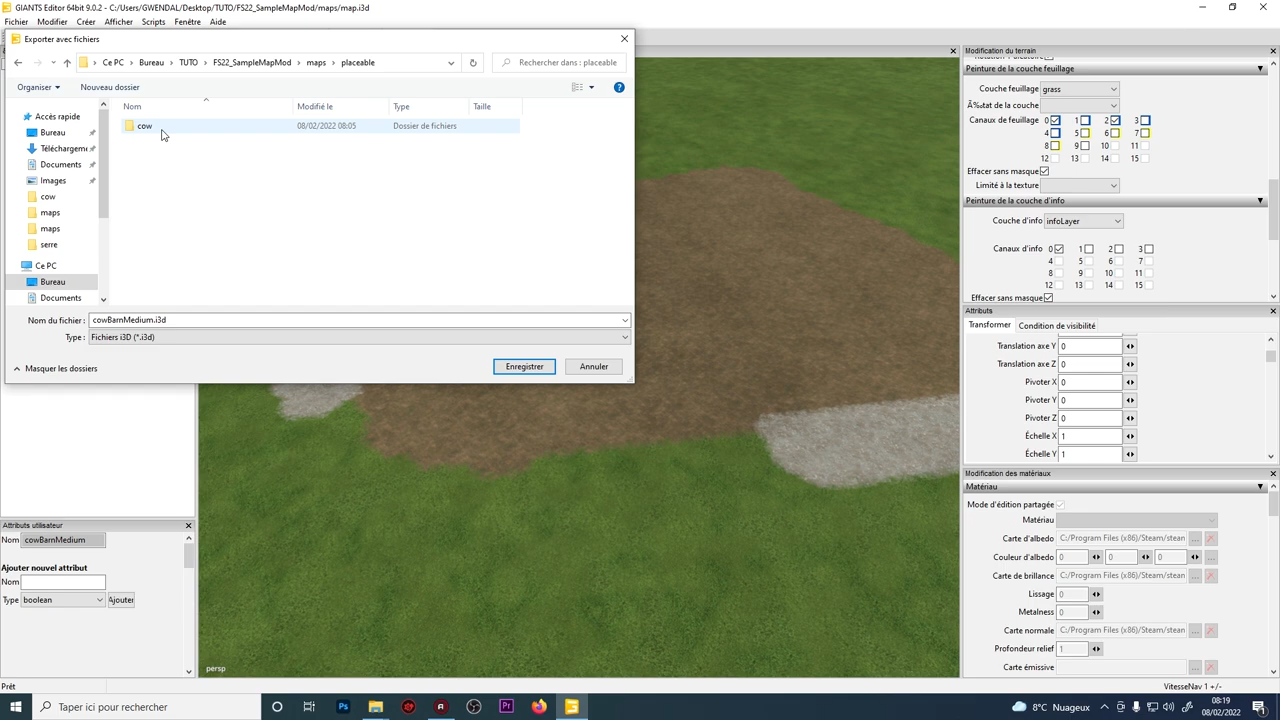 GIANTS Editor 64bit 9.0.2 - C:/Users/GWENDAL/Desktop/TUTO/FS22_SampleMapMod/maps/map.i3d
Fichier Modifier Créer Afficher Scripts Fenêtre Aide
Exporter avec fichiers
Ce PC > Bureau > TUTO > FS22_SampleMapMod > maps > placeable
Rechercher dans : placeable
Organiser Nouveau dossier
Nom Modifié le Type Taille
cow 08/02/2022 08:05 Dossier de fichiers
Accès rapide
Bureau
Téléchargeme
Documents
Images
cow
maps
maps
serre
Ce PC
Bureau
Documents
Nom du fichier : cowBarnMedium.i3d
Type : Fichiers i3D (*.i3d)
Masquer les dossiers
Enregistrer Annuler
Modification du terrain
Peinture de la couche feuillage
Couche feuillage grass
Ã‰tat de la couche
Canaux de feuillage 0 1 2 3
4 5 6 7
8 9 10 11
12 13 14 15
Effacer sans masque
Limité à la texture
Peinture de la couche d'info
Couche d'info infoLayer
Canaux d'info 0 1 2 3
4 5 6 7
8 9 10 11
12 13 14 15
Effacer sans masque
Attributs
Transformer Condition de visibilité
Translation axe Y 0
Translation axe Z 0
Pivoter X 0
Pivoter Y 0
Pivoter Z 0
Échelle X 1
Échelle Y 1
Modification des matériaux
Matériau
Mode d'édition partagée
Matériau
Carte d'albedo C:/Program Files (x86)/Steam/stean ...
Couleur d'albedo 0 0 0 ...
Carte de brillance C:/Program Files (x86)/Steam/stean ...
Lissage 0
Metalness 0
Carte normale C:/Program Files (x86)/Steam/stean ...
Profondeur relief 1
Carte émissive ...
Attributs utilisateur
Nom cowBarnMedium
Ajouter nouvel attribut
Nom
Type boolean Ajouter
persp
Prêt
VitesseNav 1 +/-
Taper ici pour rechercher
8°C Nuageux
08:19
08/02/2022